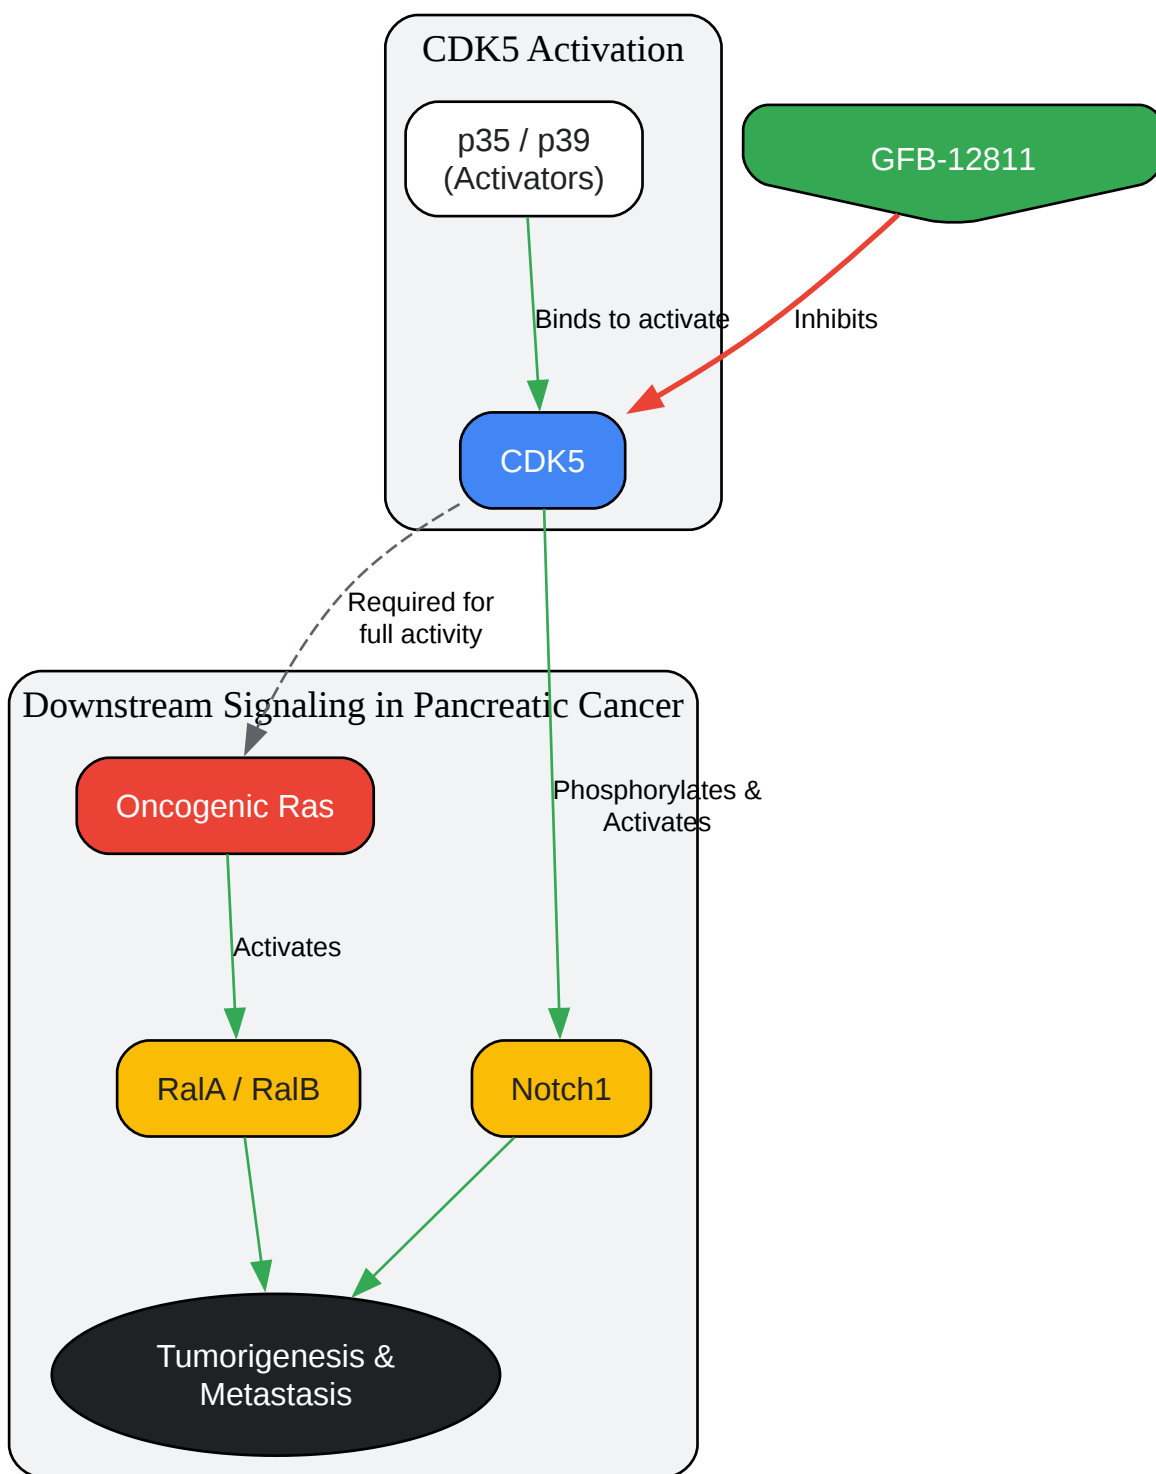 CDK5 Activation
p35 / p39
(Activators)
GFB-12811
Binds to activate
Inhibits
CDK5
Required for
full activity
Downstream Signaling in Pancreatic Cancer
Phosphorylates &
Activates
Oncogenic Ras
Activates
RalA / RalB
Notch1
Tumorigenesis &
Metastasis